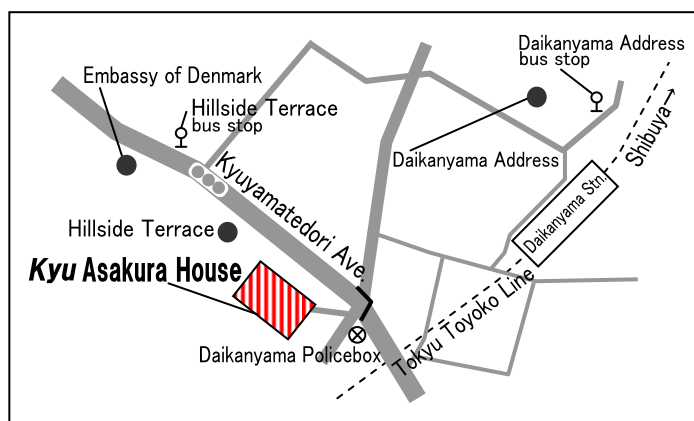 Daikanyama Address
bus stop
Embassy of Denmark
Hillside Terrace
bus stop
Shibuya→
Daikanyama Address
Kyuyamatedori Ave.
Daikanyama Stn.
Hillside Terrace
Kyu Asakura House
Tokyu Toyoko Line
Daikanyama Policebox